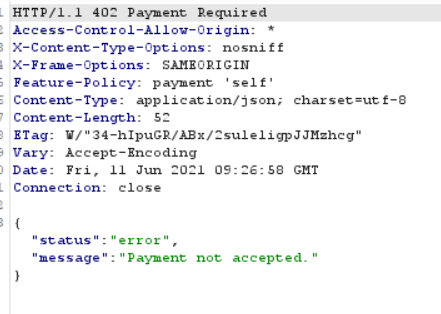 HTTP/1.1 402 Payment Required
Access-Control-Allow-Origin: *
X-Content-Type-Options: nosniff
X-Frame-Options: SAMEORIGIN
Feature-Policy: payment 'self'
Content-Type: application/json; charset=utf-8
Content-Length: 52
ETag: W/"34-hIpuGR/ABx/2suleligpJJMzhcg"
Vary: Accept-Encoding
Date: Fri, 11 Jun 2021 09:26:58 GMT
Connection: close
{
"status":"error",
"message":"Payment not accepted."
}